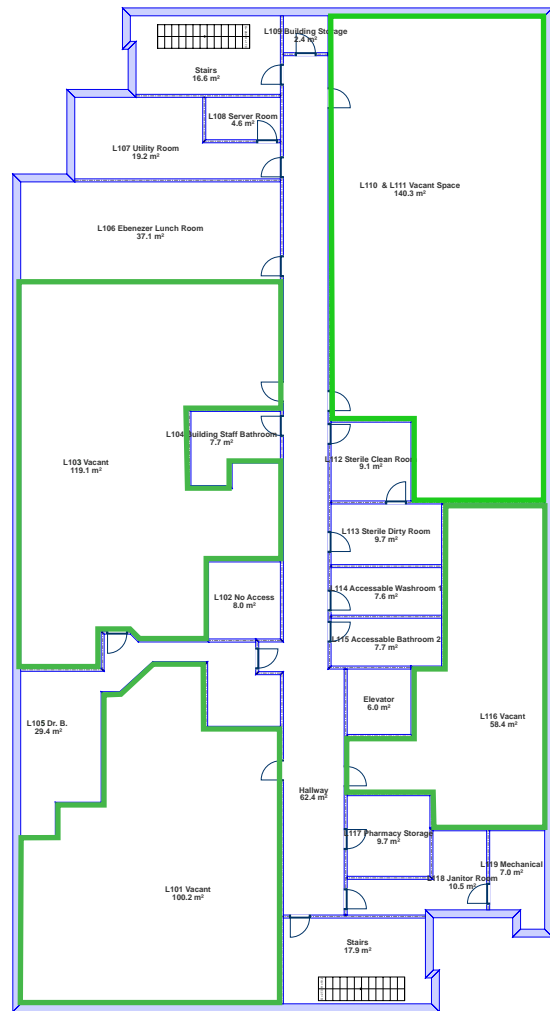 L109 Building Storage
2.4 m²
Stairs
16.6 m²
L108 Server Room
4.6 m²
L107 Utility Room
19.2 m²
L110 & L111 Vacant Space
140.3 m²
L106 Ebenezer Lunch Room
37.1 m²
L104 Building Staff Bathroom
7.7 m²
L103 Vacant
119.1 m²
L112 Sterile Clean Room
9.1 m²
L113 Sterile Dirty Room
9.7 m²
L102 No Access
8.0 m²
L114 Accessable Washroom 1
7.6 m²
L115 Accessable Bathroom 2
7.7 m²
Elevator
6.0 m²
L105 Dr. B.
29.4 m²
L116 Vacant
58.4 m²
Hallway
62.4 m²
L117 Pharmacy Storage
9.7 m²
L119 Mechanical
7.0 m²
L118 Janitor Room
10.5 m²
L101 Vacant
100.2 m²
Stairs
17.9 m²